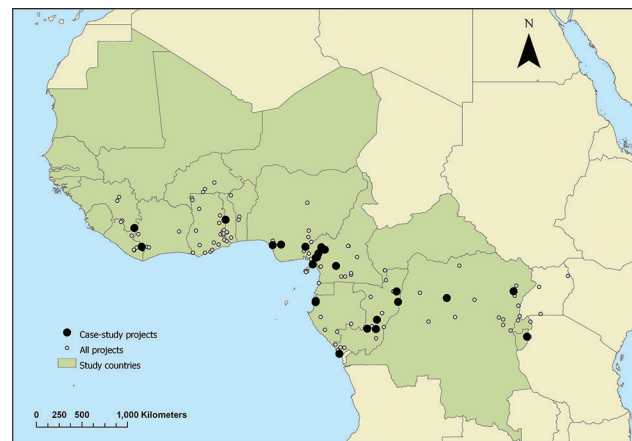 N
Case-study projects
All projects
Study countries
0 250 500 1,000 Kilometers